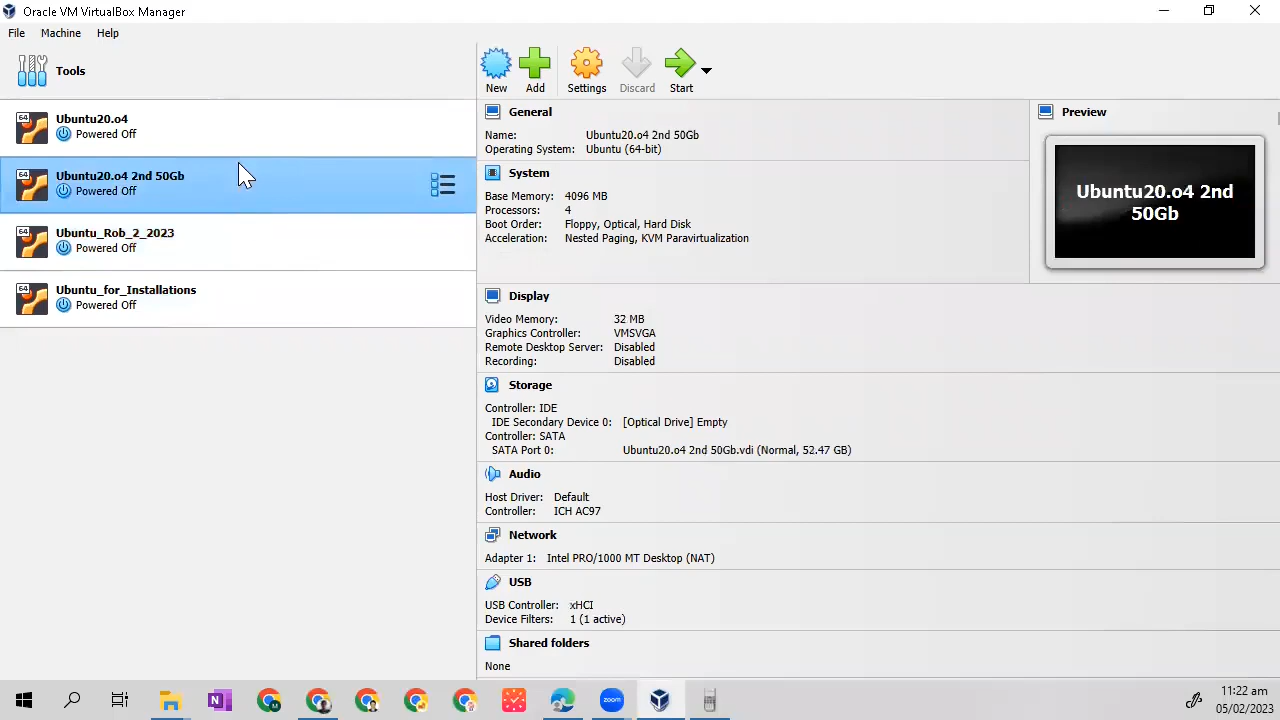 Oracle VM VirtualBox Manager
File Machine Help
Tools
New Add Settings Discard Start
64 Ubuntu20.o4
Powered Off
64 Ubuntu20.o4 2nd 50Gb
Powered Off
64 Ubuntu_Rob_2_2023
Powered Off
64 Ubuntu_for_Installations
Powered Off
General
Name: Ubuntu20.o4 2nd 50Gb
Operating System: Ubuntu (64-bit)
System
Base Memory: 4096 MB
Processors: 4
Boot Order: Floppy, Optical, Hard Disk
Acceleration: Nested Paging, KVM Paravirtualization
Preview
Ubuntu20.o4 2nd
50Gb
Display
Video Memory: 32 MB
Graphics Controller: VMSVGA
Remote Desktop Server: Disabled
Recording: Disabled
Storage
Controller: IDE
IDE Secondary Device 0: [Optical Drive] Empty
Controller: SATA
SATA Port 0: Ubuntu20.o4 2nd 50Gb.vdi (Normal, 52.47 GB)
Audio
Host Driver: Default
Controller: ICH AC97
Network
Adapter 1: Intel PRO/1000 MT Desktop (NAT)
USB
USB Controller: xHCI
Device Filters: 1 (1 active)
Shared folders
None
N
zoom
11:22 am
05/02/2023